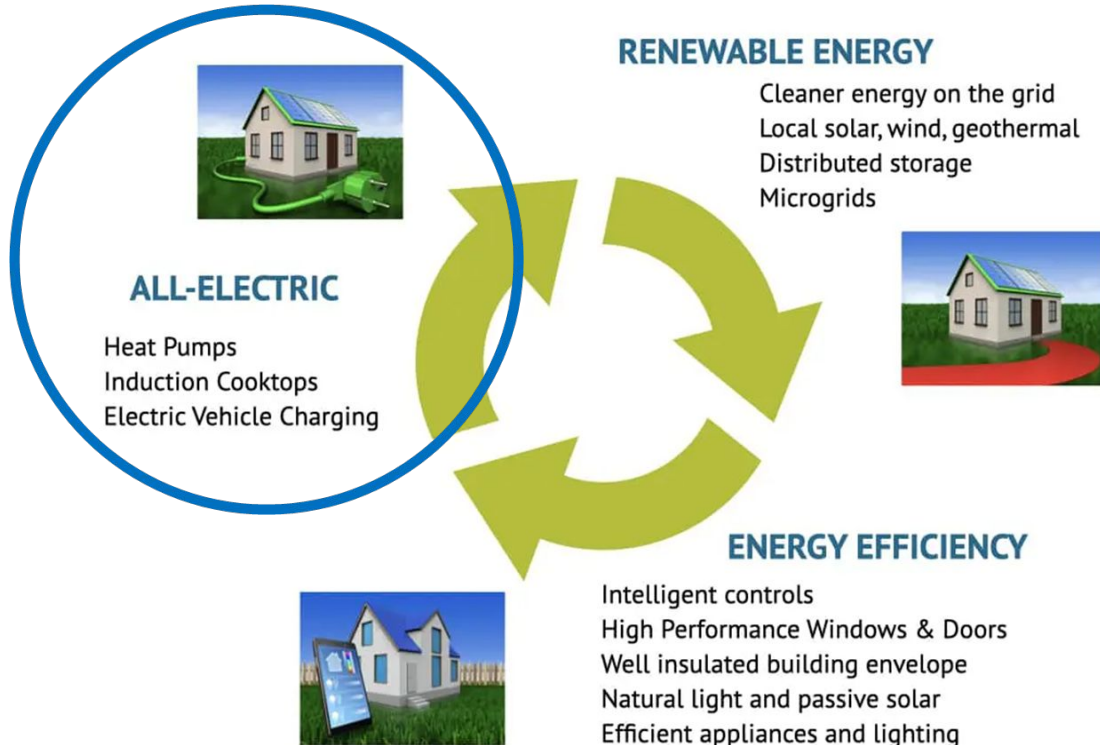 RENEWABLE ENERGY
Cleaner energy on the grid
Local solar, wind, geothermal
Distributed storage
Microgrids
ALL-ELECTRIC
Heat Pumps
Induction Cooktops
Electric Vehicle Charging
ENERGY EFFICIENCY
Intelligent controls
High Performance Windows & Doors
Well insulated building envelope
Natural light and passive solar
Efficient appliances and lighting